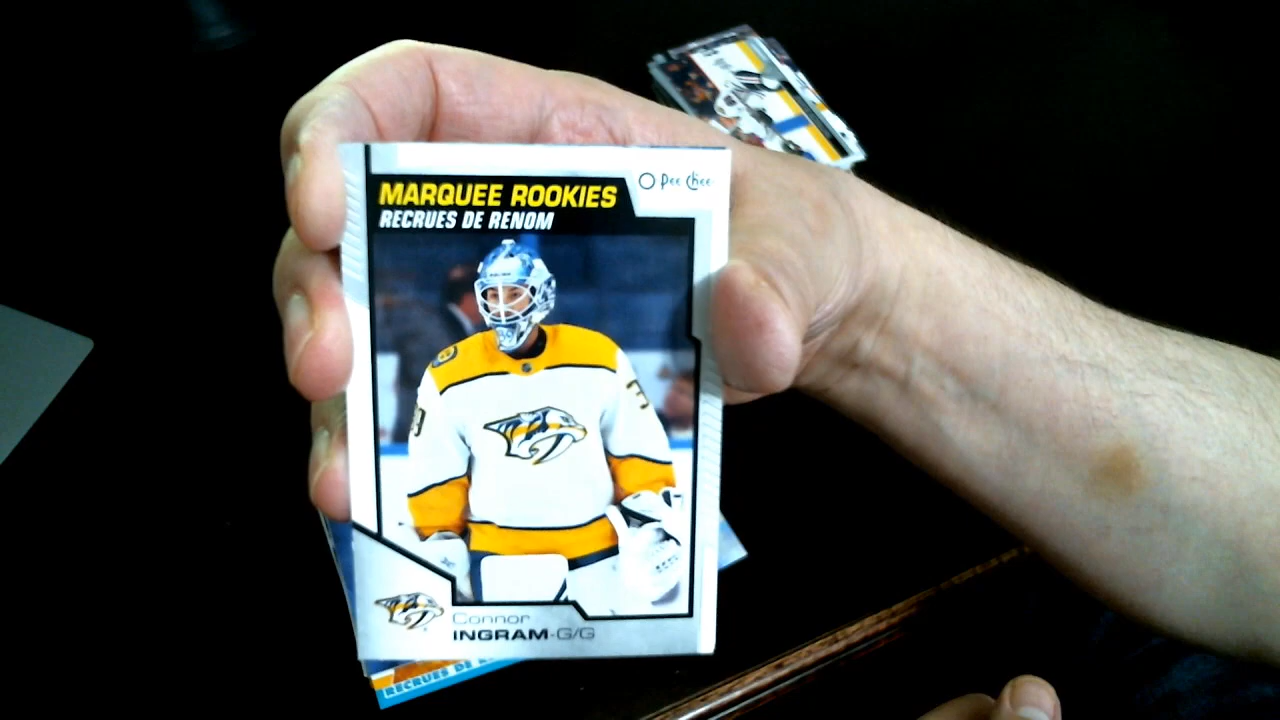 O Pee Chee
MARQUEE ROOKIES
RECRUES DE RENOM
Connor
INGRAM-G/G
RECRUES DE